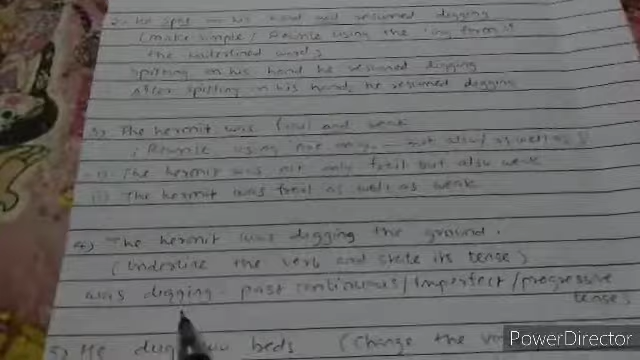 2) He spat on his hand and resumed digging
(make simple / Rewrite using the 'ing form' of
the underlined word)
Spitting on his hand he resumed digging
After spitting on his hand, he resumed digging
3) The hermit was frail and weak
(Rewrite using 'not only - but also / as well as')
i) The hermit was not only frail but also weak
ii) The hermit was frail as well as weak
4) The hermit was digging the ground.
(Underline the verb and state its tense)
was digging - past continuous / imperfect / progressive
tense)
5) He dug two beds (Change the
PowerDirector